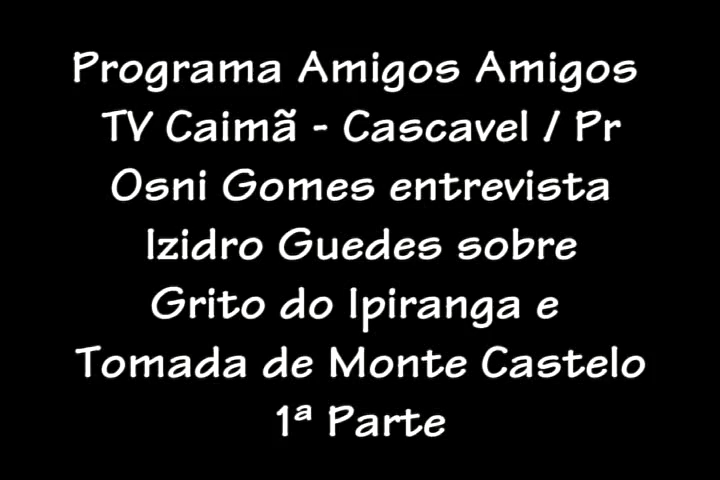 Programa Amigos Amigos
TV Caimã - Cascavel / Pr
Osni Gomes entrevista
Izidro Guedes sobre
Grito do Ipiranga e
Tomada de Monte Castelo
1ª Parte